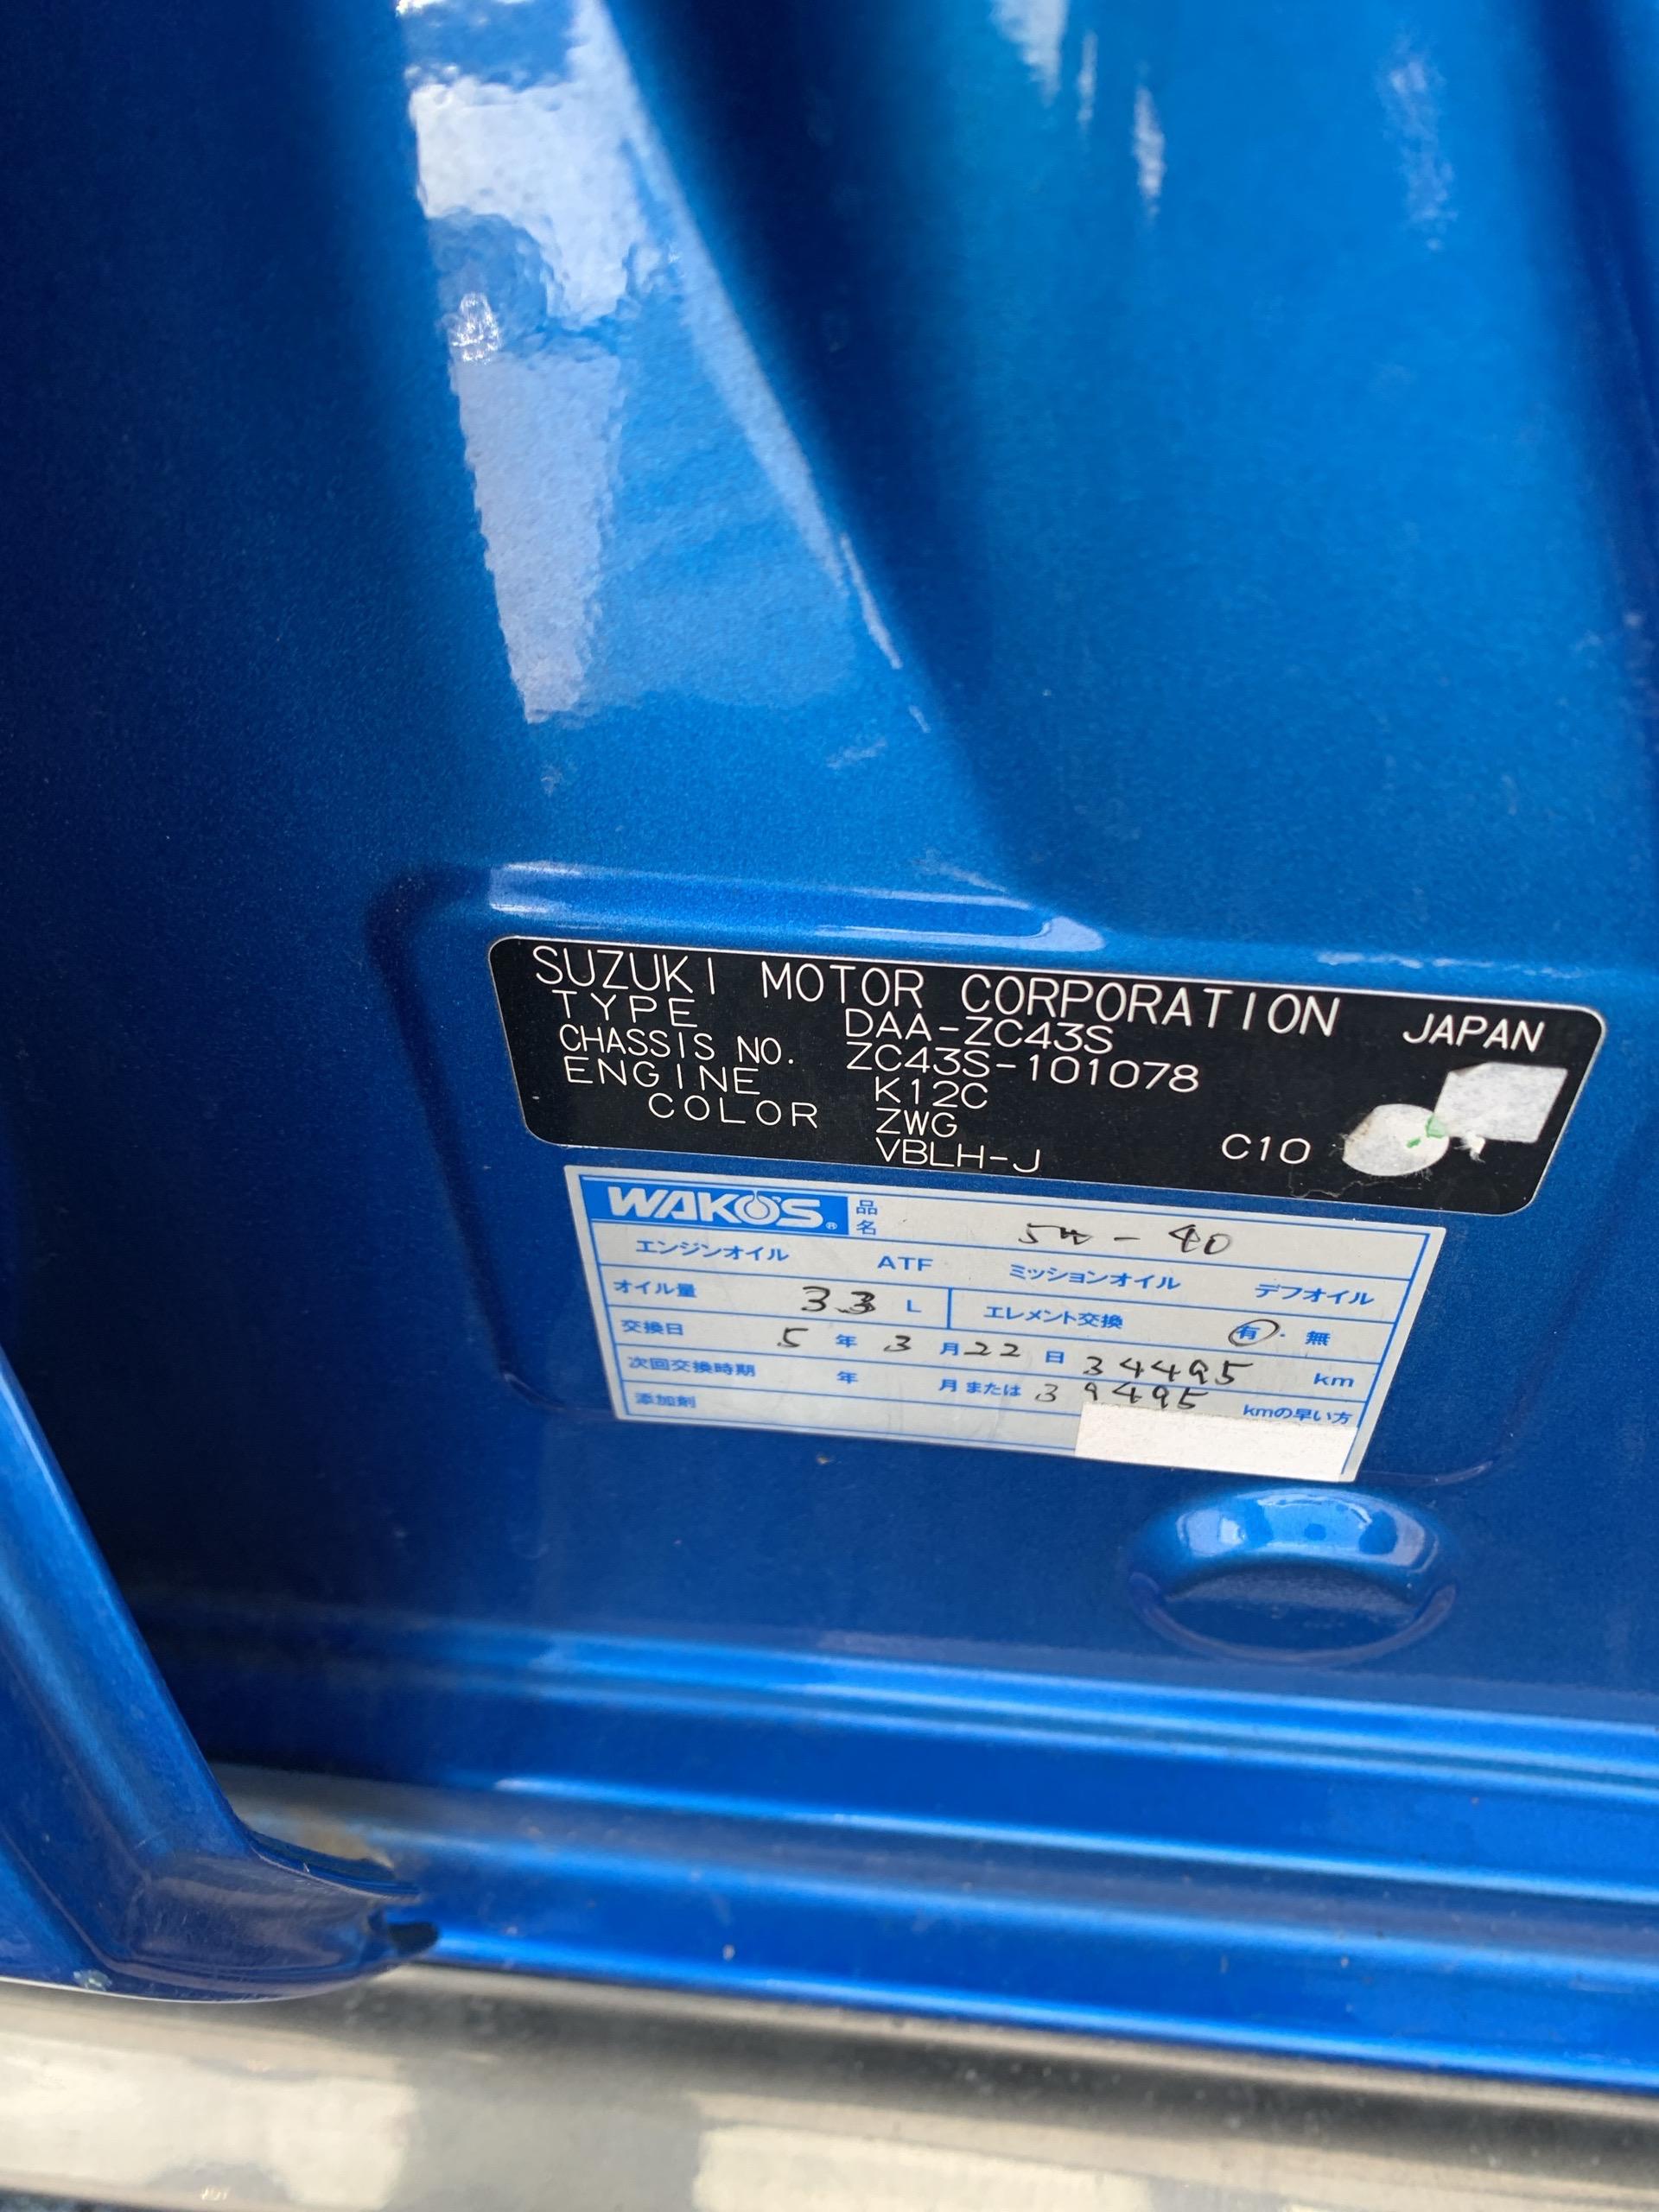 SUZUKI MOTOR CORPORATION JAPAN
TYPE DAA-ZC43S
CHASSIS NO. ZC43S-101078
ENGINE K12C
COLOR ZWG
VBLH-J C10
WAKO'S® 品名 5W-40
エンジンオイル ATF ミッションオイル デフオイル
オイル量 3.3 L エレメント交換 有・無
交換日 5年3月22日 34495 km
次回交換時期 年 月または 39495 kmの早い方
添加剤